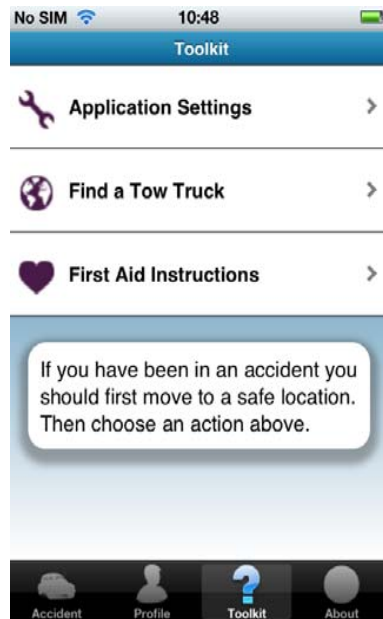 No SIM 10:48
Toolkit
Application Settings
Find a Tow Truck
First Aid Instructions
If you have been in an accident you
should first move to a safe location.
Then choose an action above.
Accident Profile Toolkit About